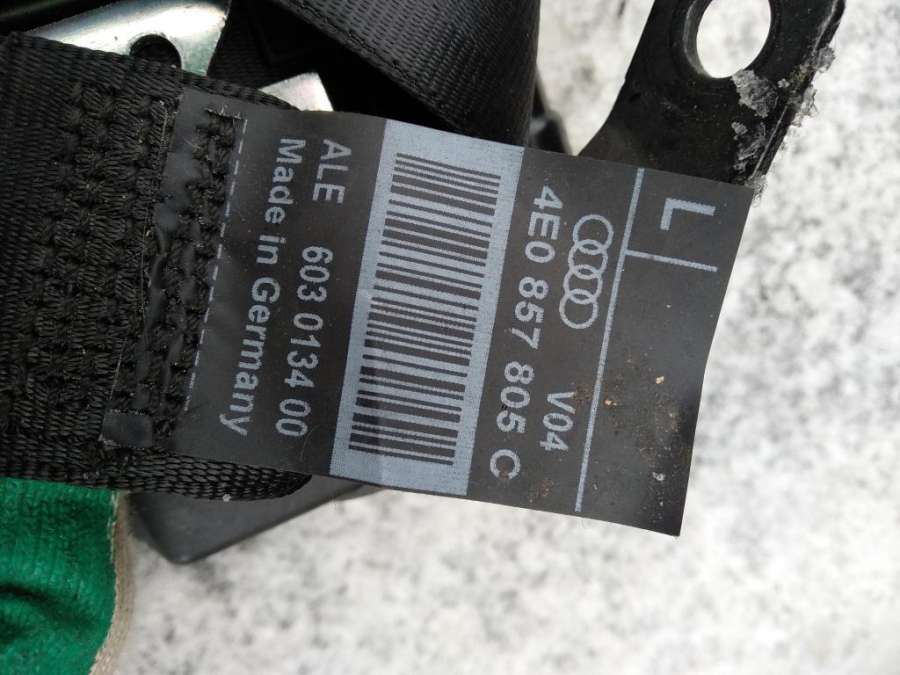 L
V04
4E0 857 805 C
ALE 603 0134 00
Made in Germany